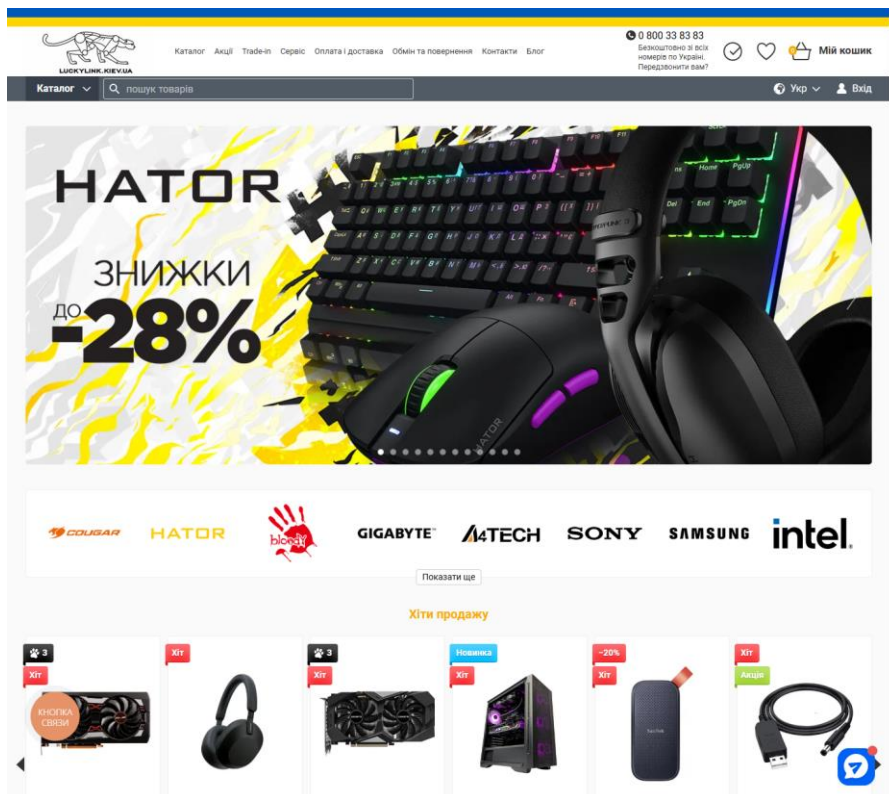 LUCKYLINK.KIEV.UA
Каталог Акції Trade-in Сервіс Оплата і доставка Обмін та повернення Контакти Блог
0 800 33 83 83
Безкоштовно зі всіх
номерів по Україні.
Передзвонити вам?
0
Мій кошик
Каталог
пошук товарів
Укр
Вхід
HATOR
ЗНИЖКИ
ДО
-28%
HATOR
COUGAR
HATOR
bloody
GIGABYTE
A4TECH
SONY
SAMSUNG
intel.
Показати ще
Хіти продажу
3
Хіт
Хіт
3
Хіт
Новинка
Хіт
-20%
Хіт
Хіт
Акція
КНОПКА
СВЯЗИ
SanDisk